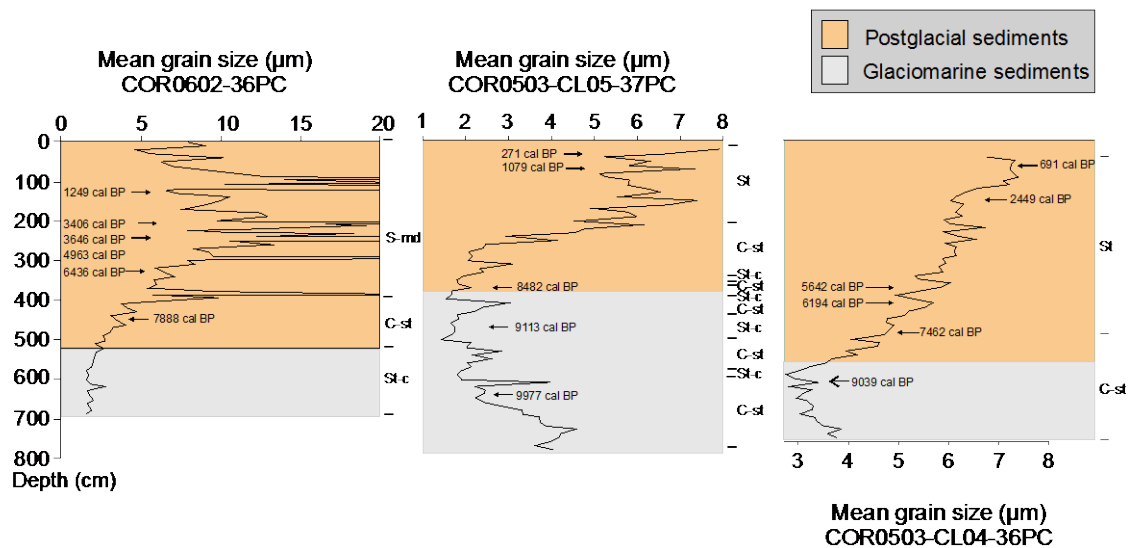 Postglacial sediments
Glaciomarine sediments
Mean grain size (µm)
COR0602-36PC
0 5 10 15 20
0
100
200
300
400
500
600
700
800
Depth (cm)
1249 cal BP
3406 cal BP
3646 cal BP
4963 cal BP
6436 cal BP
7888 cal BP
S-md
C-st
St-c
Mean grain size (µm)
COR0503-CL05-37PC
1 2 3 4 5 6 7 8
271 cal BP
1079 cal BP
8482 cal BP
9113 cal BP
9977 cal BP
St
C-st
St-c
C-st
St-c
C-st
St-c
C-st
St-c
C-st
691 cal BP
2449 cal BP
5642 cal BP
6194 cal BP
7462 cal BP
9039 cal BP
St
C-st
3 4 5 6 7 8
Mean grain size (µm)
COR0503-CL04-36PC